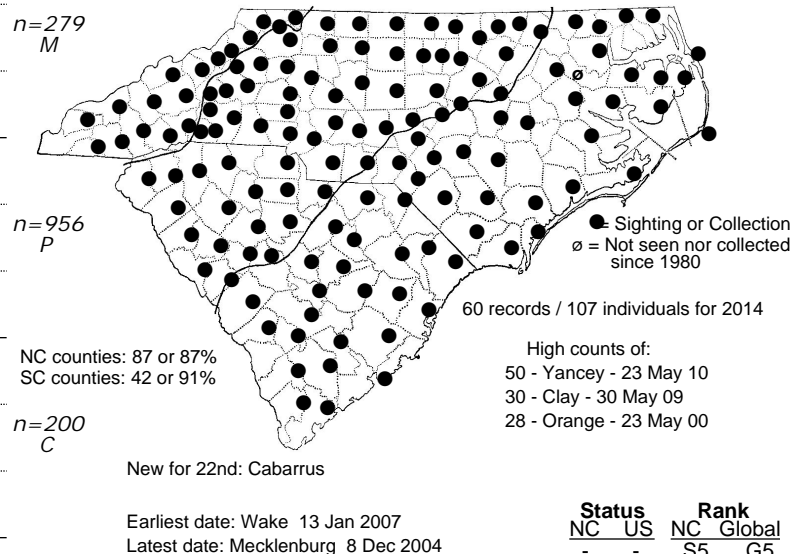 n=279
M
n=956
P
n=200
C
● = Sighting or Collection
ø = Not seen nor collected
since 1980
ø
60 records / 107 individuals for 2014
NC counties: 87 or 87%
SC counties: 42 or 91%
High counts of:
50 - Yancey - 23 May 10
30 - Clay - 30 May 09
28 - Orange - 23 May 00
New for 22nd: Cabarrus
Earliest date: Wake 13 Jan 2007
Latest date: Mecklenburg 8 Dec 2004
Status Rank
NC US NC Global
- - S5 G5